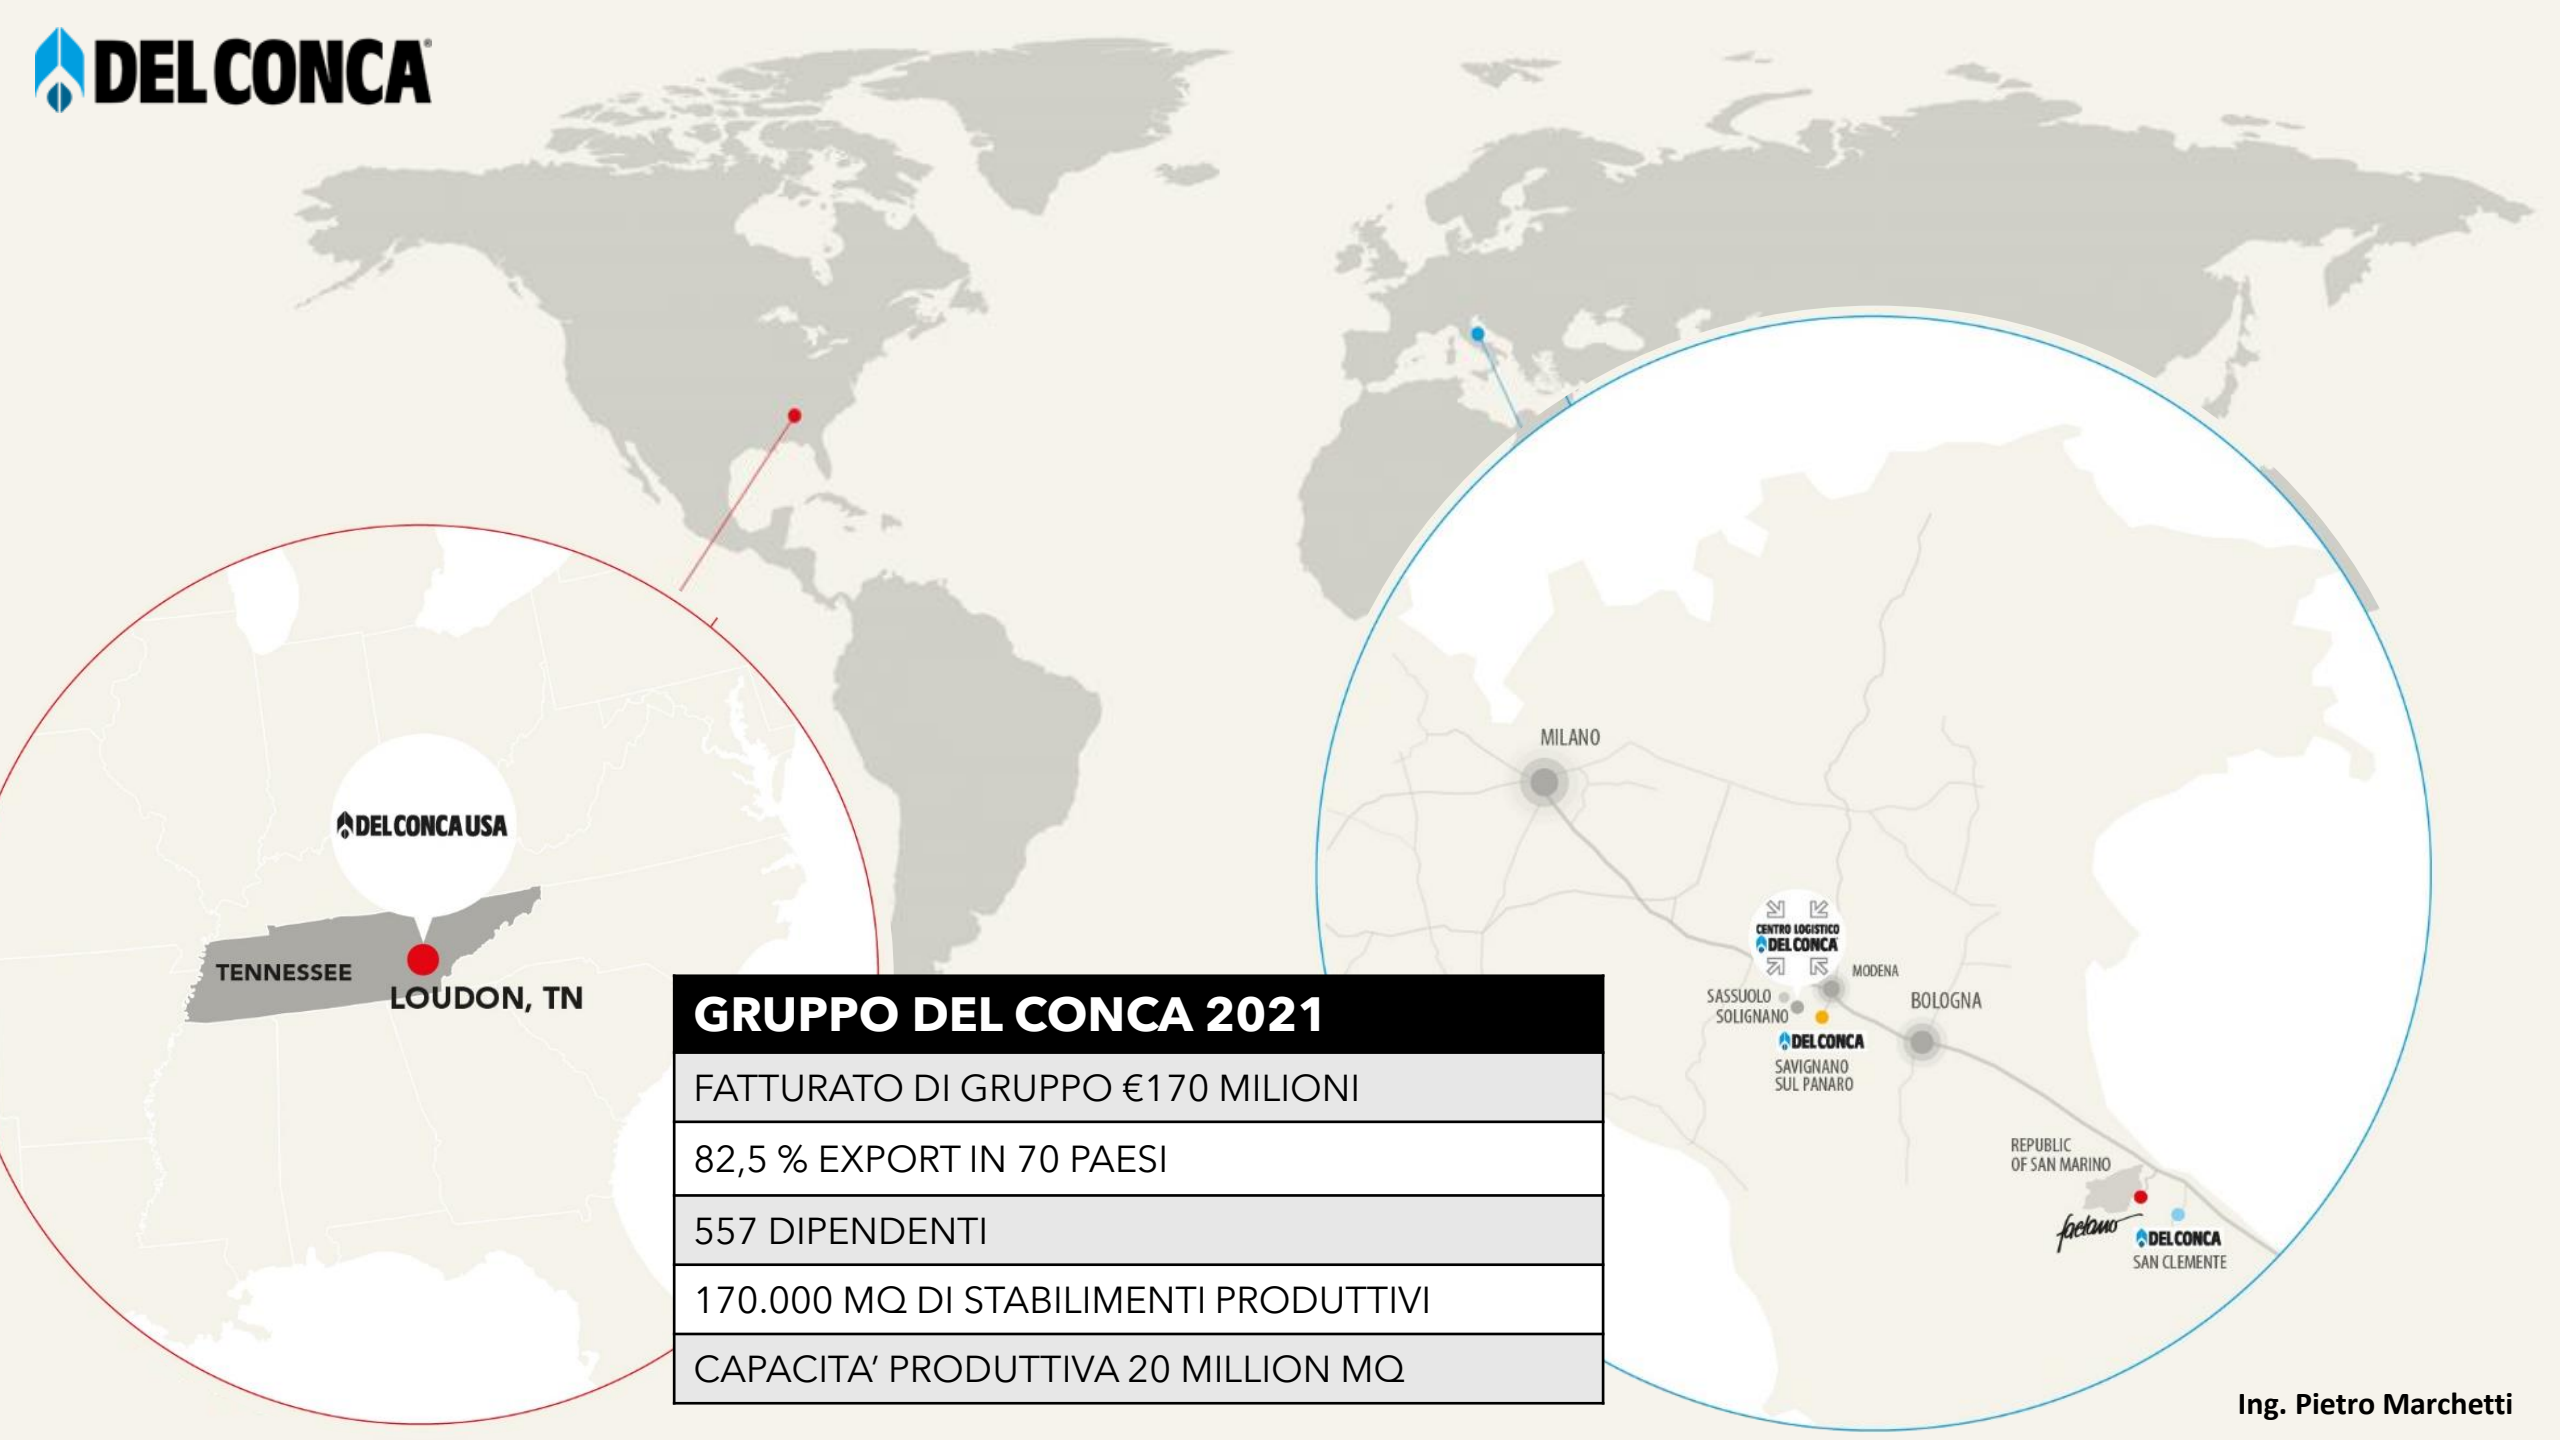 DEL CONCA®
DEL CONCA USA
TENNESSEE
LOUDON, TN
MILANO
CENTRO LOGISTICO
DEL CONCA
MODENA
SASSUOLO
SOLIGNANO
BOLOGNA
DEL CONCA
SAVIGNANO
SUL PANARO
REPUBLIC
OF SAN MARINO
faetano
DEL CONCA
SAN CLEMENTE
GRUPPO DEL CONCA 2021
FATTURATO DI GRUPPO €170 MILIONI
82,5 % EXPORT IN 70 PAESI
557 DIPENDENTI
170.000 MQ DI STABILIMENTI PRODUTTIVI
CAPACITA’ PRODUTTIVA 20 MILLION MQ
Ing. Pietro Marchetti